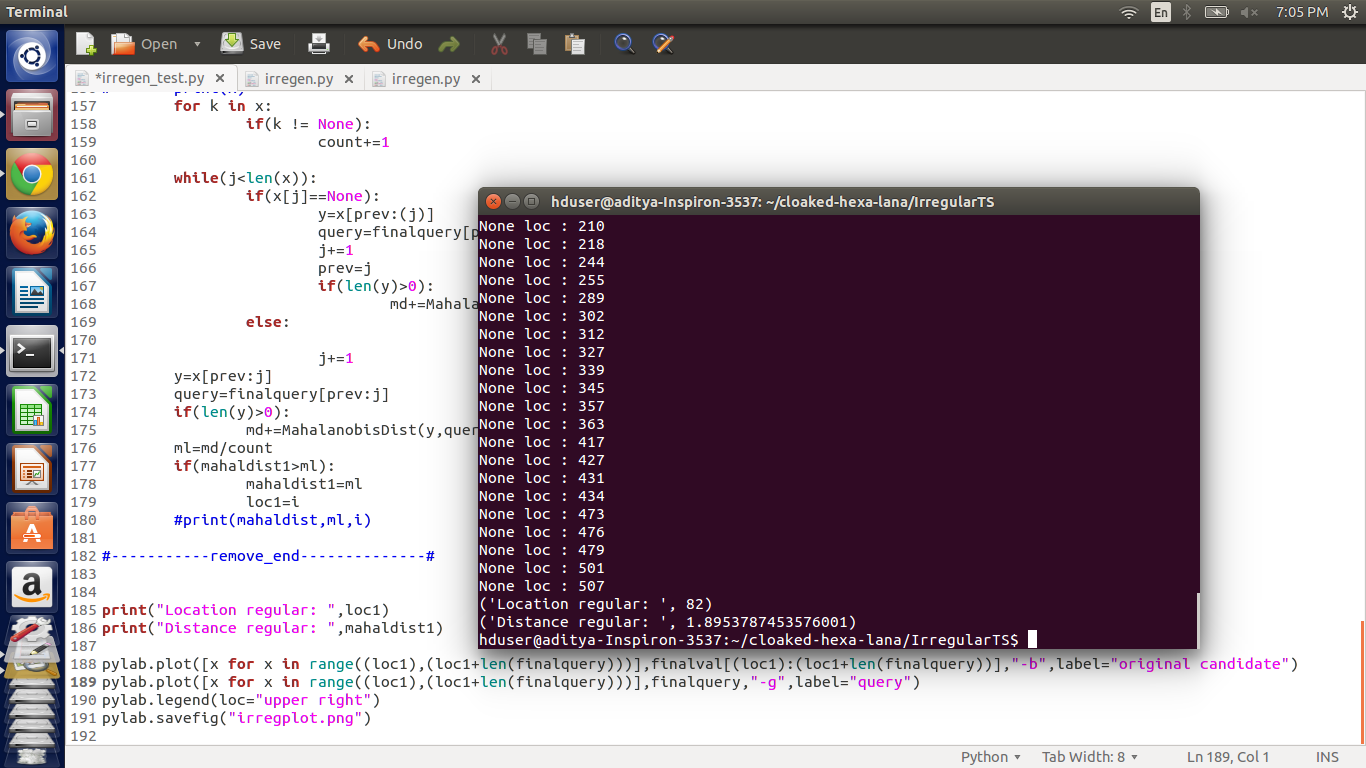 Terminal
En
7:05 PM
Open
Save
Undo
*irregen_test.py
irregen.py
irregen.py
157 for k in x:
158 if(k != None):
159 count+=1
160
161 while(j<len(x)):
162 if(x[j]==None):
163 y=x[prev:(j)]
164 query=finalquery[p
165 j+=1
166 prev=j
167 if(len(y)>0):
168 md+=Mahala
169 else:
170
171 j+=1
172 y=x[prev:j]
173 query=finalquery[prev:j]
174 if(len(y)>0):
175 md+=MahalanobisDist(y,quer
176 ml=md/count
177 if(mahaldist1>ml):
178 mahaldist1=ml
179 loc1=i
180 #print(mahaldist,ml,i)
181
182 #-----------remove_end--------------#
183
184
185 print("Location regular: ",loc1)
186 print("Distance regular: ",mahaldist1)
187
188 pylab.plot([x for x in range((loc1),(loc1+len(finalquery)))],finalval[(loc1):(loc1+len(finalquery))],"-b",label="original candidate")
189 pylab.plot([x for x in range((loc1),(loc1+len(finalquery)))],finalquery,"-g",label="query")
190 pylab.legend(loc="upper right")
191 pylab.savefig("irregplot.png")
192
hduser@aditya-Inspiron-3537: ~/cloaked-hexa-lana/IrregularTS
None loc : 210
None loc : 218
None loc : 244
None loc : 255
None loc : 289
None loc : 302
None loc : 312
None loc : 327
None loc : 339
None loc : 345
None loc : 357
None loc : 363
None loc : 417
None loc : 427
None loc : 431
None loc : 434
None loc : 473
None loc : 476
None loc : 479
None loc : 501
None loc : 507
('Location regular: ', 82)
('Distance regular: ', 1.8953787453576001)
hduser@aditya-Inspiron-3537:~/cloaked-hexa-lana/IrregularTS$
Python
Tab Width: 8
Ln 189, Col 1
INS